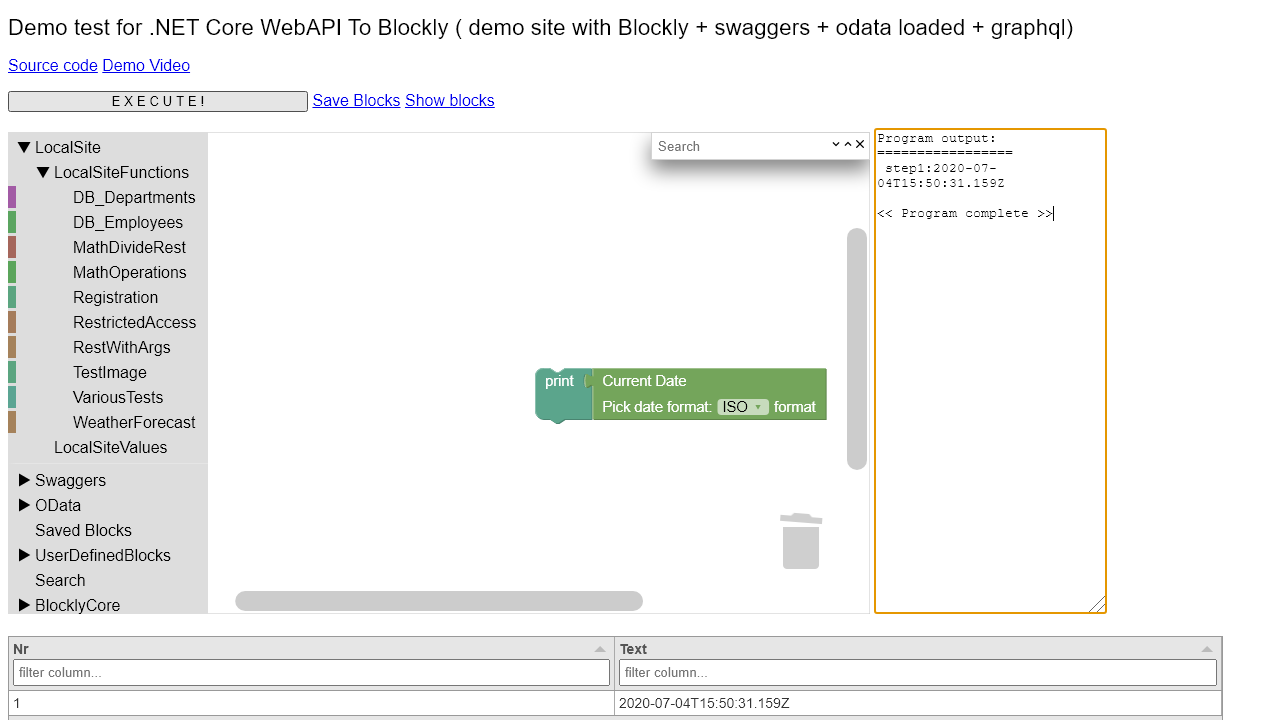 Demo test for .NET Core WebAPI To Blockly ( demo site with Blockly + swaggers + odata loaded + graphql)
Source code Demo Video
E X E C U T E ! Save Blocks Show blocks
LocalSite
LocalSiteFunctions
DB_Departments
DB_Employees
MathDivideRest
MathOperations
Registration
RestrictedAccess
RestWithArgs
TestImage
VariousTests
WeatherForecast
LocalSiteValues
Swaggers
OData
Saved Blocks
UserDefinedBlocks
Search
BlocklyCore
Search
print Current Date
Pick date format: ISO format
Program output:
=================
step1:2020-07-
04T15:50:31.159Z
<< Program complete >>
Nr Text
filter column... filter column...
1 2020-07-04T15:50:31.159Z